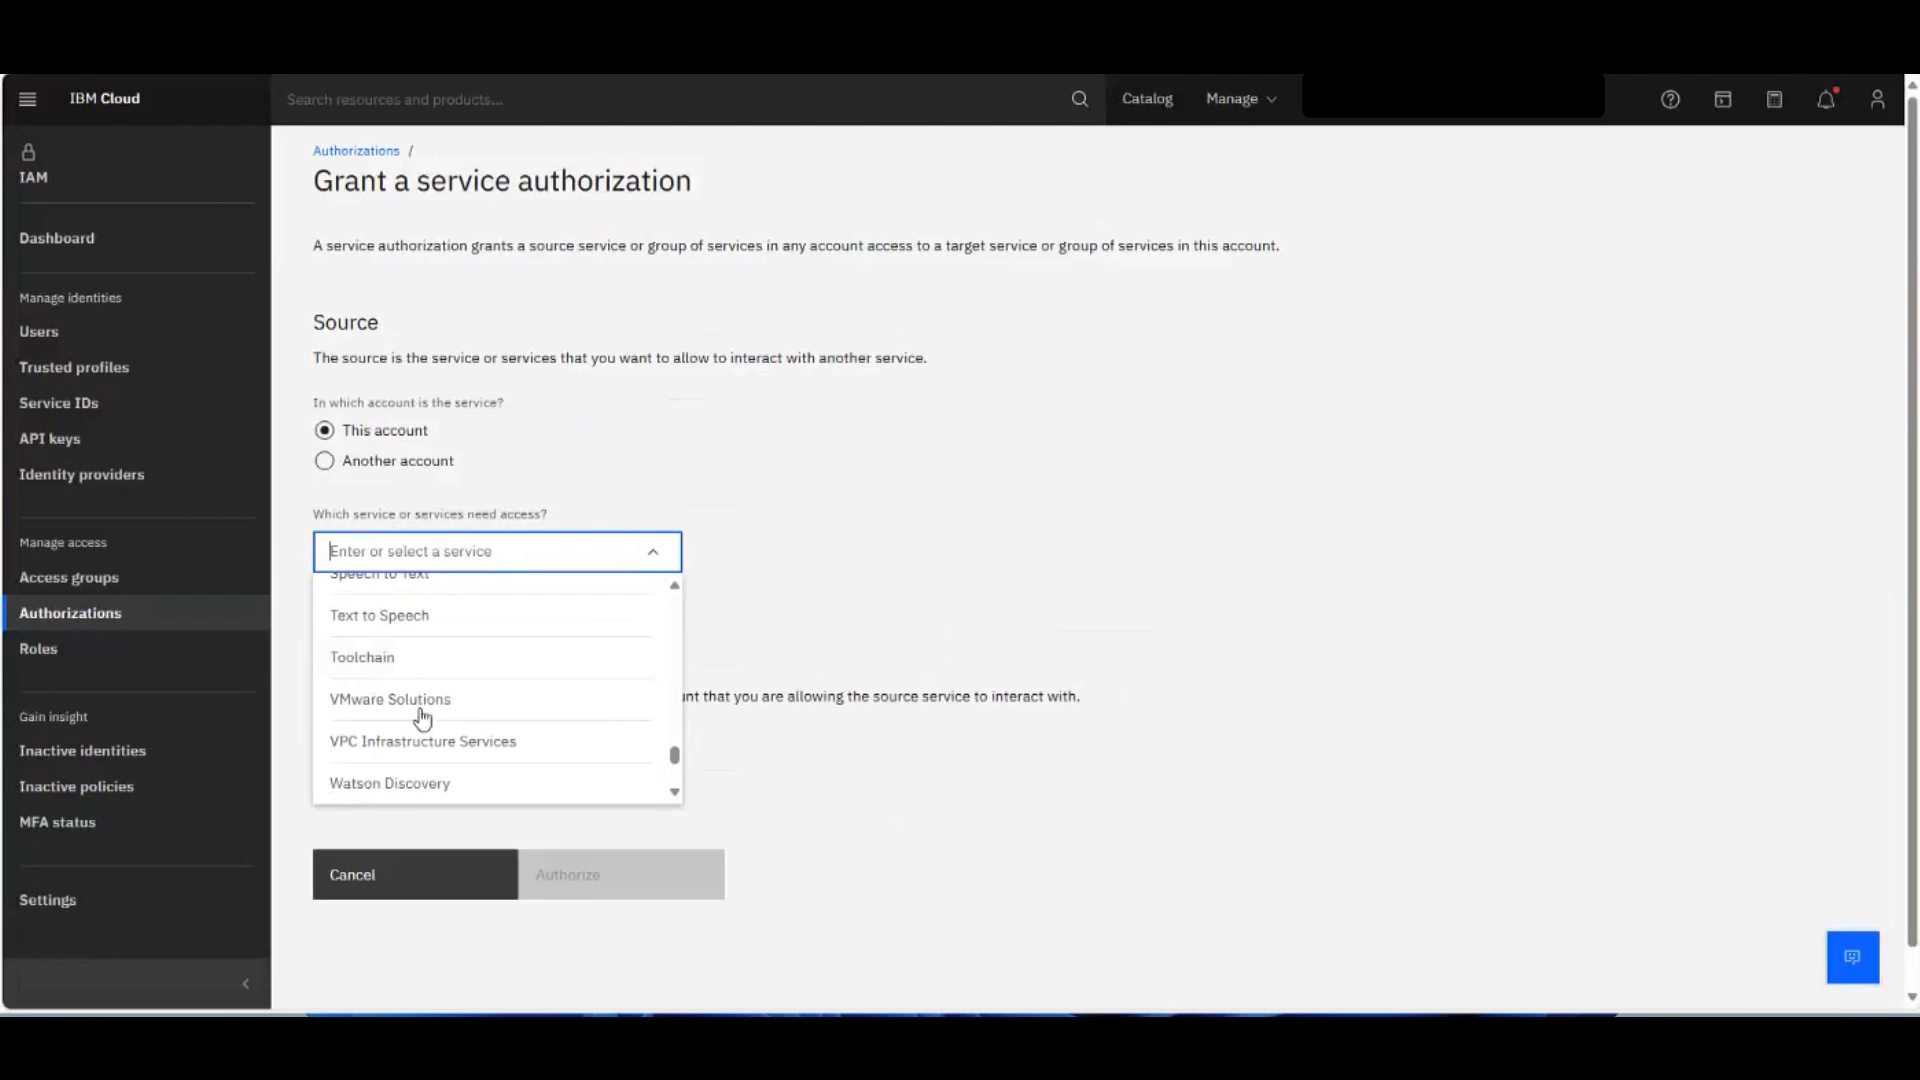 IBM Cloud
Search resources and products...
Catalog
Manage
IAM
Dashboard
Manage identities
Users
Trusted profiles
Service IDs
API keys
Identity providers
Manage access
Access groups
Authorizations
Roles
Gain insight
Inactive identities
Inactive policies
MFA status
Settings
Authorizations /
Grant a service authorization
A service authorization grants a source service or group of services in any account access to a target service or group of services in this account.
Source
The source is the service or services that you want to allow to interact with another service.
In which account is the service?
This account
Another account
Which service or services need access?
Enter or select a service
Speech to Text
Text to Speech
Toolchain
VMware Solutions
VPC Infrastructure Services
Watson Discovery
that you are allowing the source service to interact with.
Cancel
Authorize